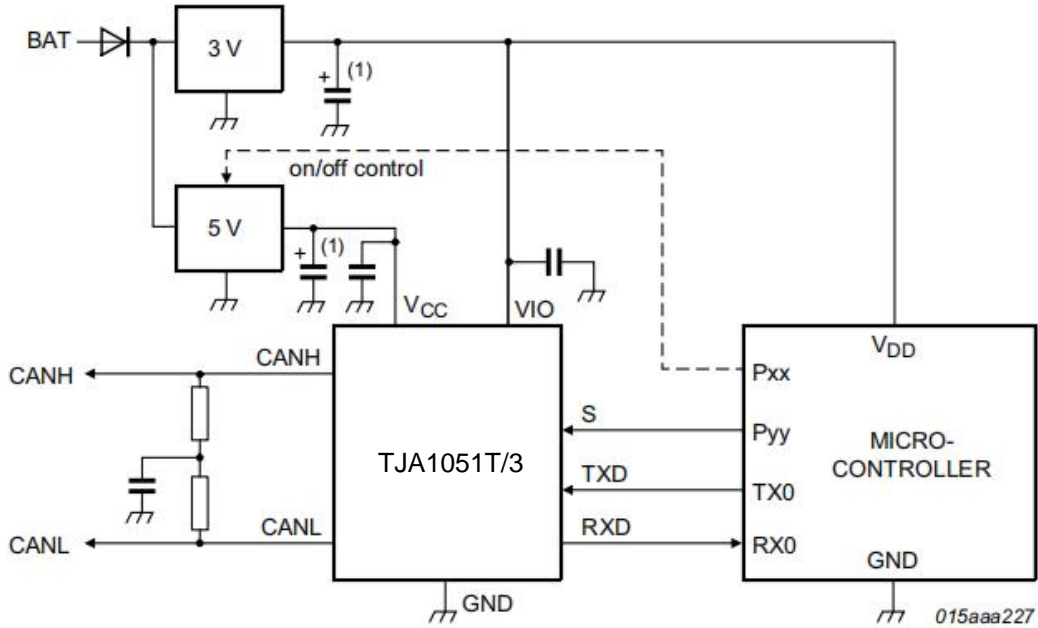 BAT
3 V
+
(1)
on/off control
5 V
+
(1)
VCC
VIO
CANH
CANH
VDD
Pxx
S
Pyy
MICRO-
CONTROLLER
TJA1051T/3
TXD
TX0
CANL
CANL
RXD
RX0
GND
GND
015aaa227